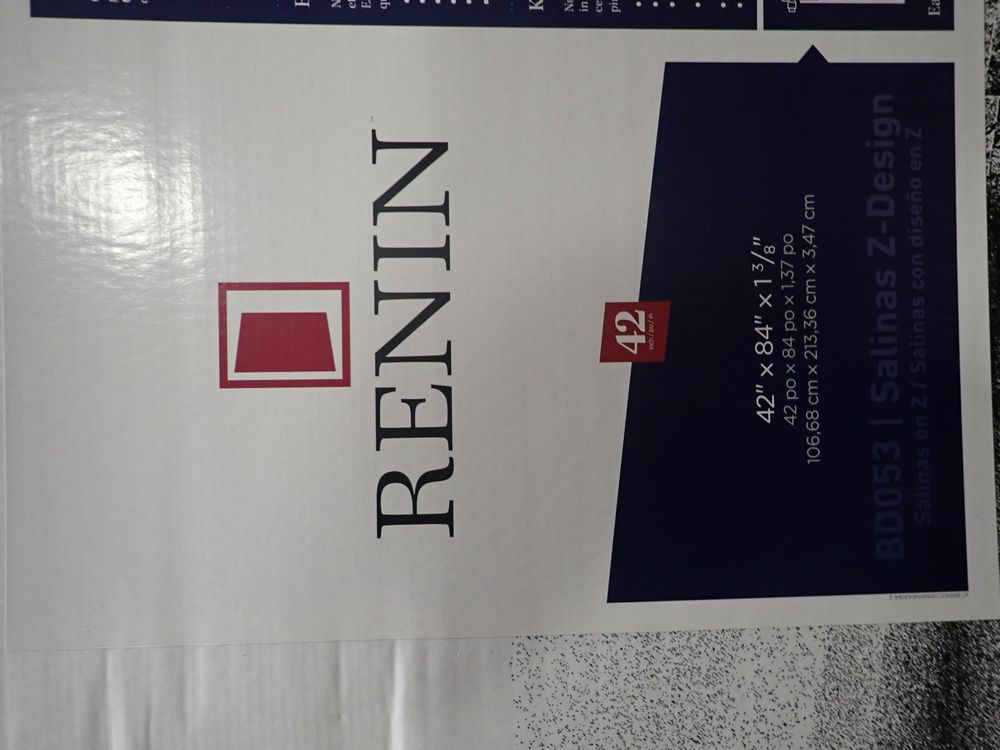 RENIN
42
inch / po / in
42" x 84" x 1 3/8"
42 po x 84 po x 1,37 po
106,68 cm x 213,36 cm x 3,47 cm
BD053 | Salinas Z-Design
Salinas en Z / Salinas con diseño en Z